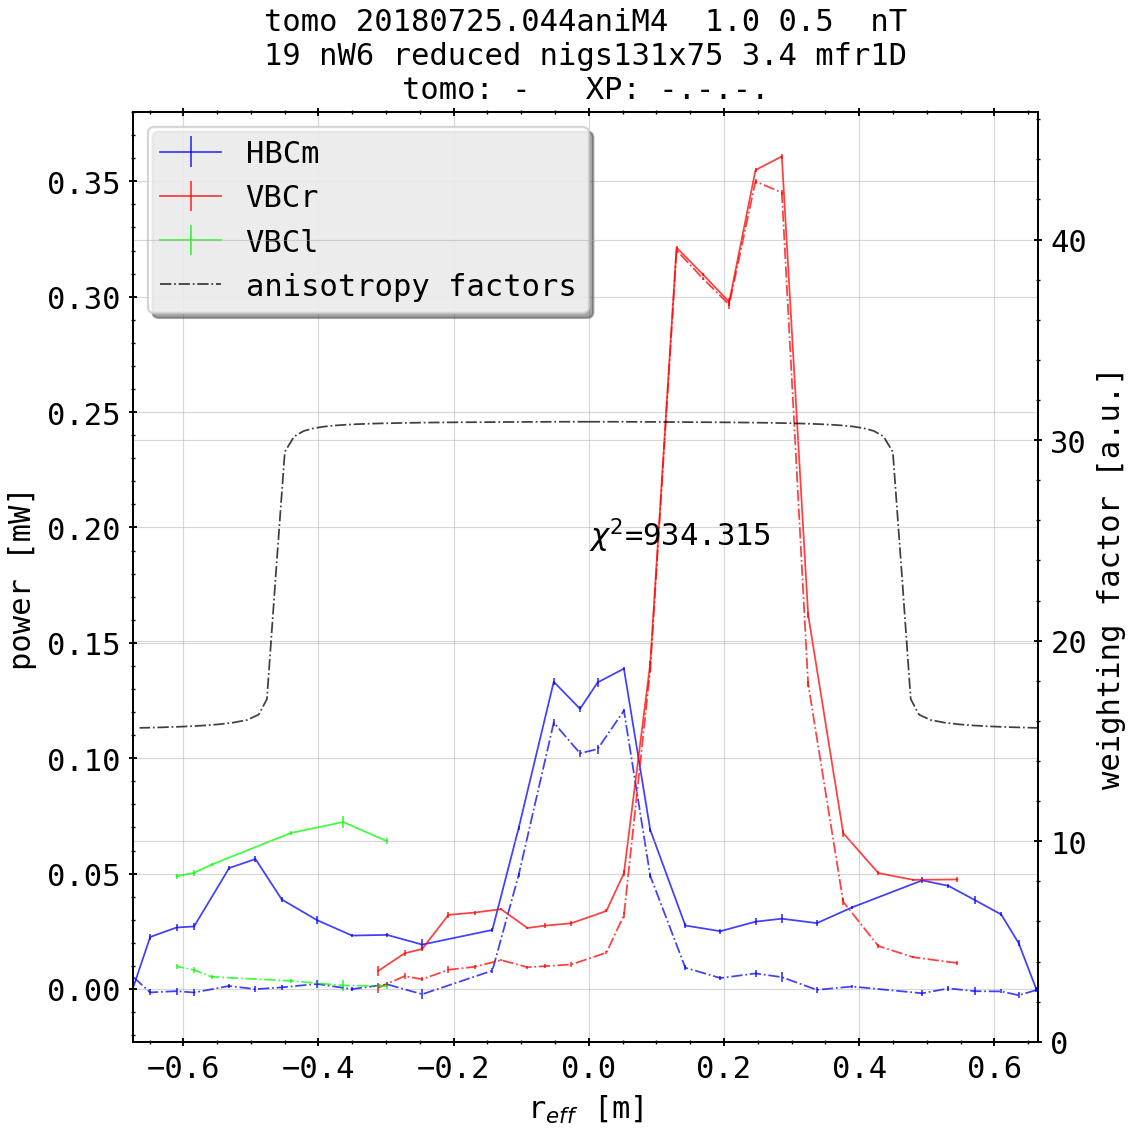 tomo 20180725.044aniM4  1.0 0.5  nT
19 nW6 reduced nigs131x75 3.4 mfr1D
tomo: -   XP: -.-.-.
HBCm
VBCr
VBCl
anisotropy factors
0.35
0.30
0.25
0.20
0.15
0.10
0.05
0.00
power [mW]
χ²=934.315
40
30
20
10
0
weighting factor [a.u.]
−0.6 −0.4 −0.2 0.0 0.2 0.4 0.6
r_eff [m]